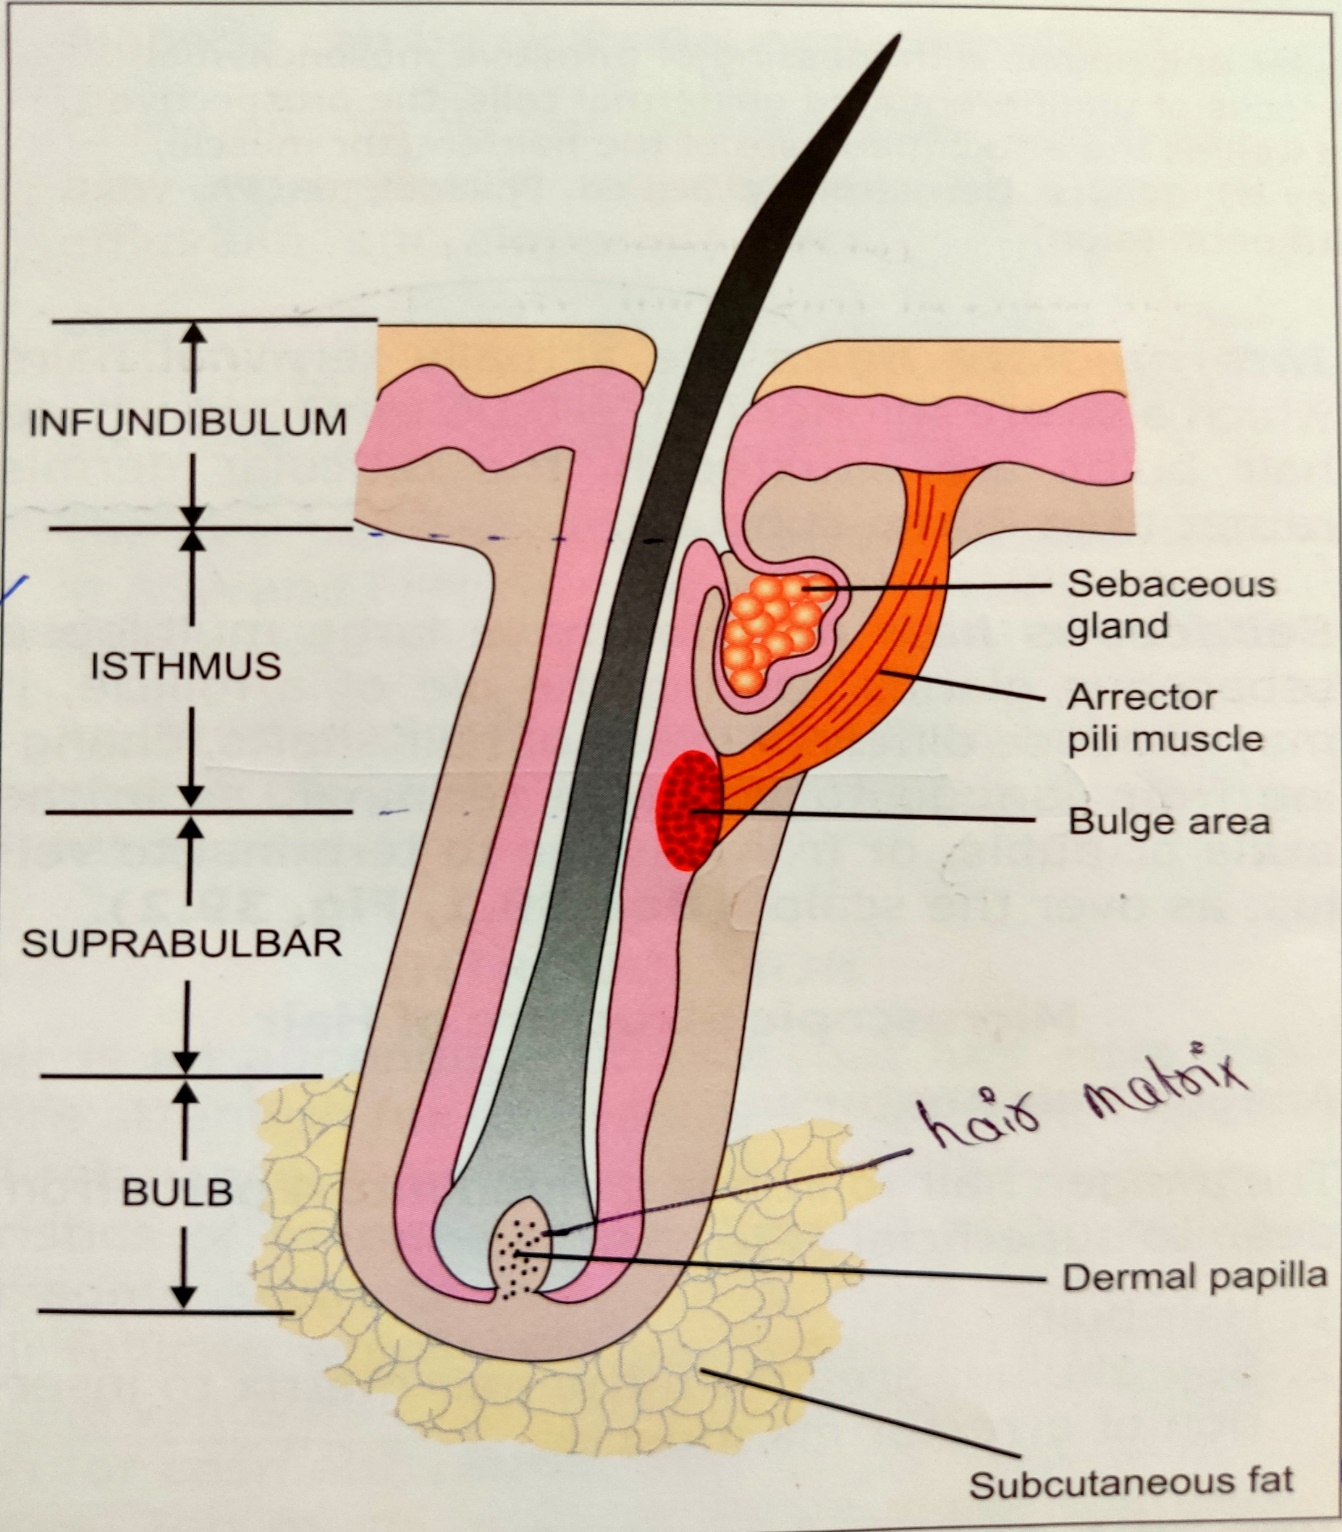 INFUNDIBULUM
ISTHMUS
SUPRABULBAR
BULB
Sebaceous
gland
Arrector
pili muscle
Bulge area
hair matrix
Dermal papilla
Subcutaneous fat